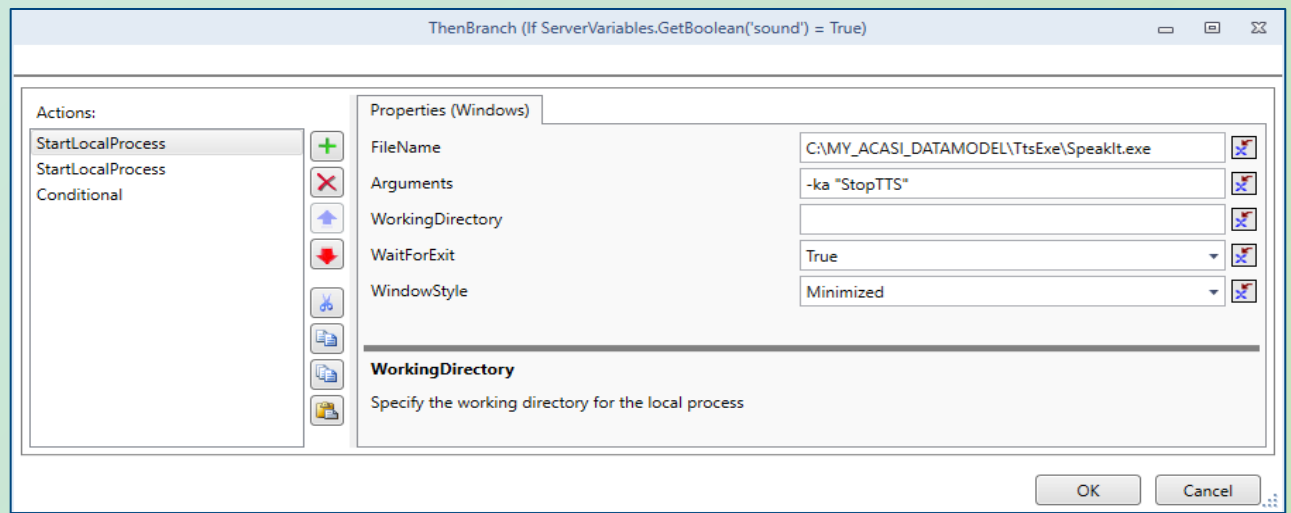 ThenBranch (If ServerVariables.GetBoolean('sound') = True)
Actions:
StartLocalProcess
StartLocalProcess
Conditional
Properties (Windows)
FileName C:\MY_ACASI_DATAMODEL\TtsExe\SpeakIt.exe
Arguments -ka "StopTTS"
WorkingDirectory
WaitForExit True
WindowStyle Minimized
WorkingDirectory
Specify the working directory for the local process
OK Cancel